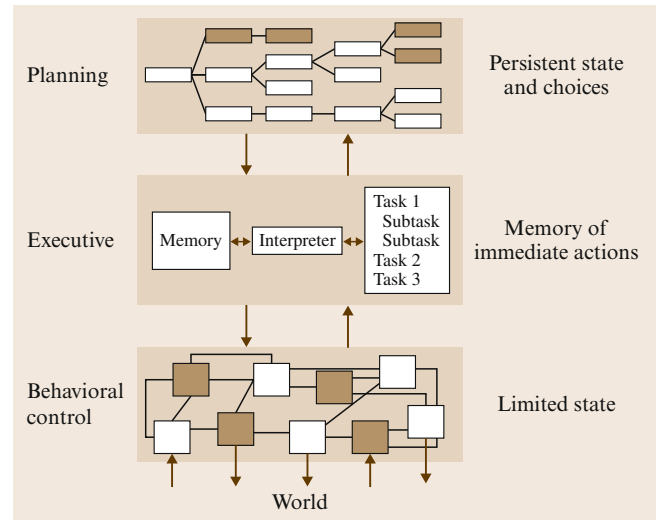 Planning
Persistent state
and choices
Executive
Memory
Interpreter
Task 1
Subtask
Subtask
Task 2
Task 3
Memory of
immediate actions
Behavioral
control
Limited state
World